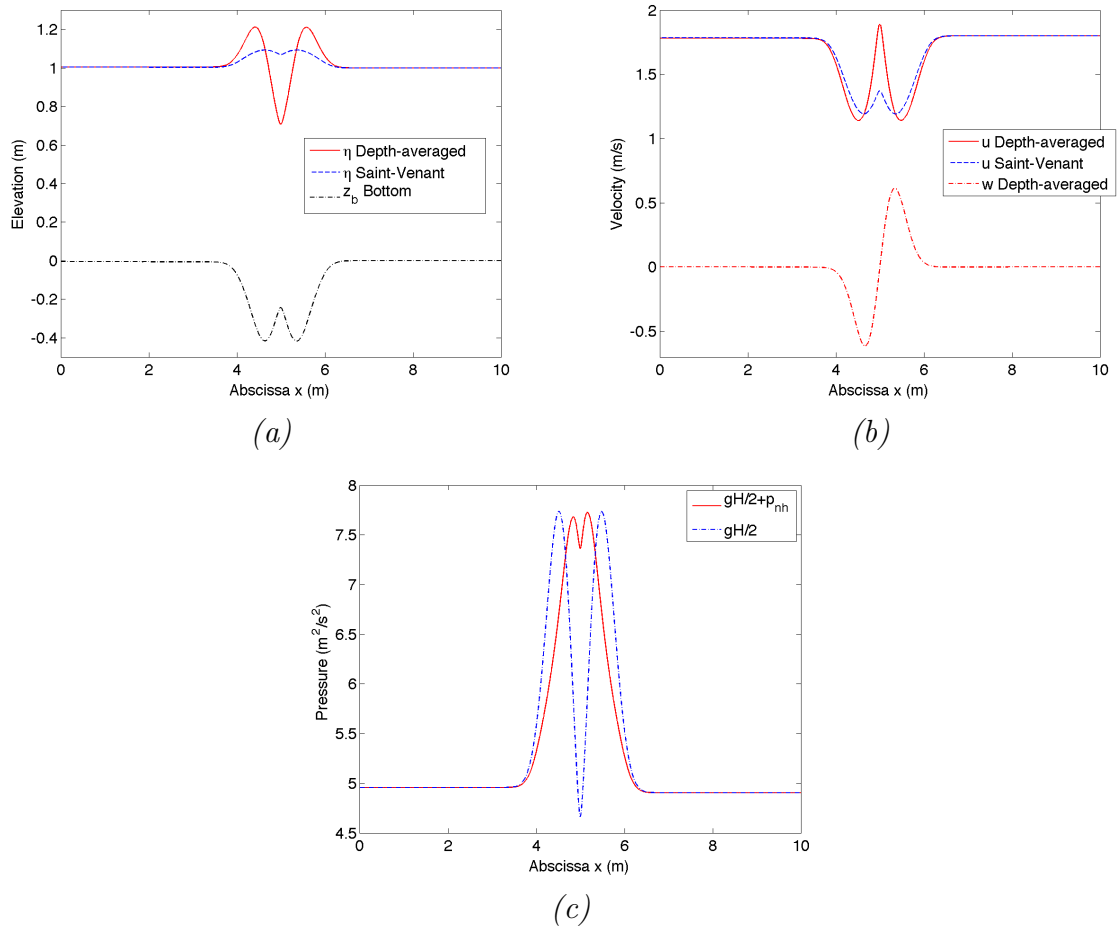 1.2
1
0.8
0.6
0.4
0.2
0
-0.2
-0.4
Elevation (m)
η Depth-averaged
η Saint-Venant
z_b Bottom
0 2 4 6 8 10
Abscissa x (m)
(a)
2
1.5
1
0.5
0
-0.5
Velocity (m/s)
u Depth-averaged
u Saint-Venant
w Depth-averaged
0 2 4 6 8 10
Abscissa x (m)
(b)
8
7.5
7
6.5
6
5.5
5
4.5
Pressure (m²/s²)
gH/2+p_nh
gH/2
0 2 4 6 8 10
Abscissa x (m)
(c)